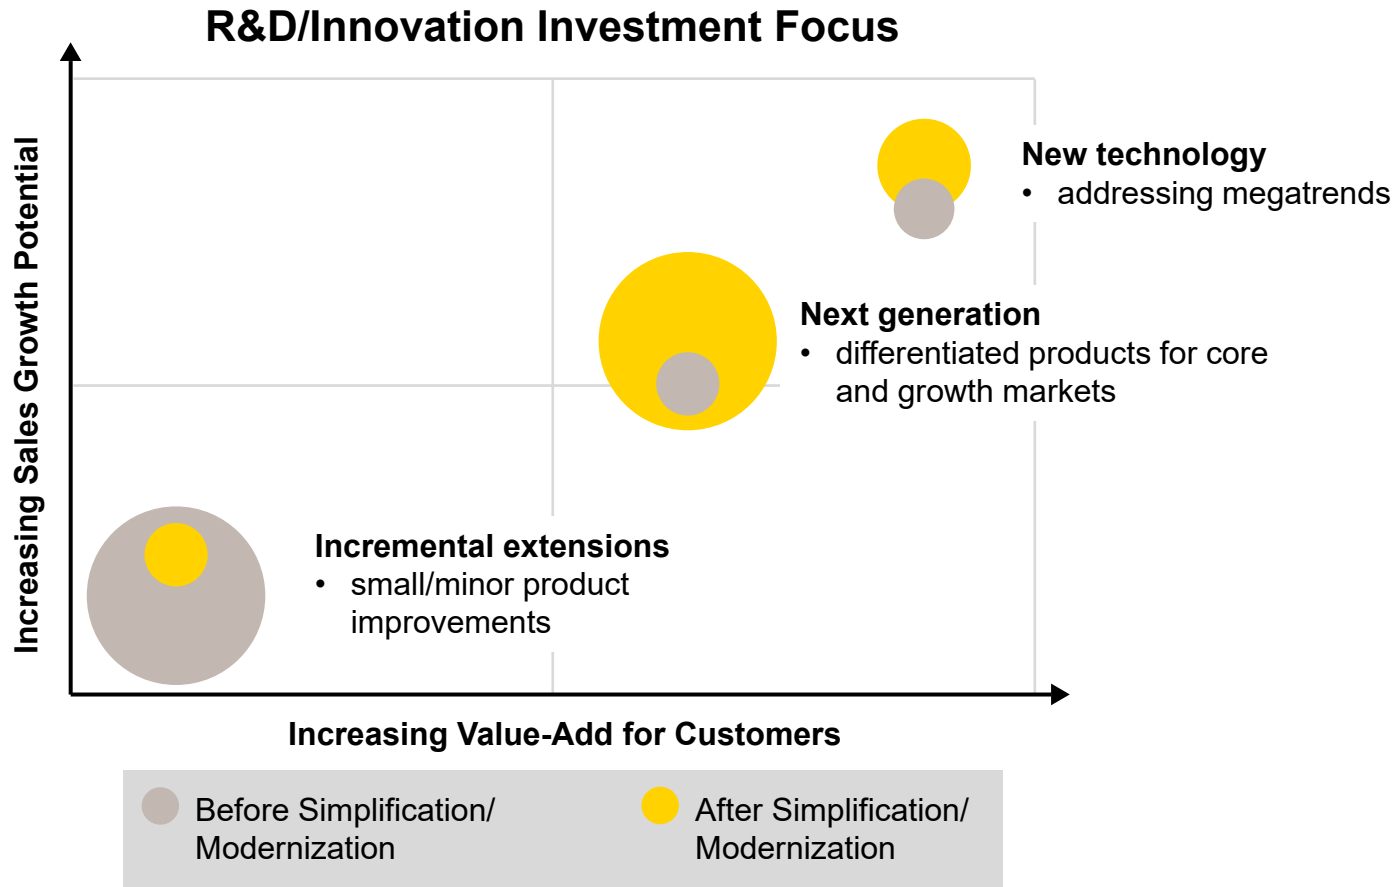 R&D/Innovation Investment Focus
Increasing Sales Growth Potential
New technology
• addressing megatrends
Next generation
• differentiated products for core
and growth markets
Incremental extensions
• small/minor product
improvements
Increasing Value-Add for Customers
Before Simplification/
Modernization
After Simplification/
Modernization